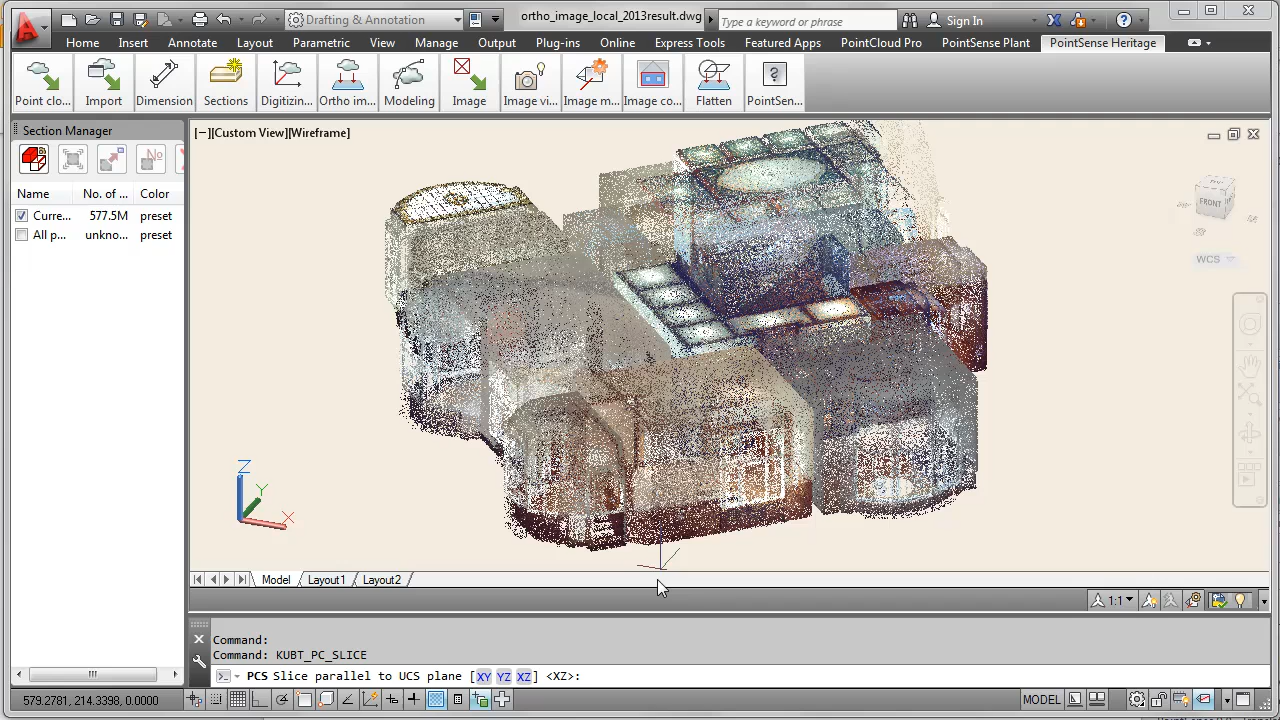 Drafting & Annotation
ortho_image_local_2013result.dwg
Type a keyword or phrase
Sign In
Home Insert Annotate Layout Parametric View Manage Output Plug-ins Online Express Tools Featured Apps PointCloud Pro PointSense Plant PointSense Heritage
Point clo... Import Dimension Sections Digitizin... Ortho im... Modeling Image Image vi... Image m... Image co... Flatten PointSen...
Section Manager
[−][Custom View][Wireframe]
Name No. of ... Color
Curre... 577.5M preset
All p... unkno... preset
FRONT
WCS
Z
Y
X
Model Layout1 Layout2
1:1
Command:
Command: KUBT_PC_SLICE
PCS Slice parallel to UCS plane [XY YZ XZ] <XZ>:
579.2781, 214.3398, 0.0000
MODEL